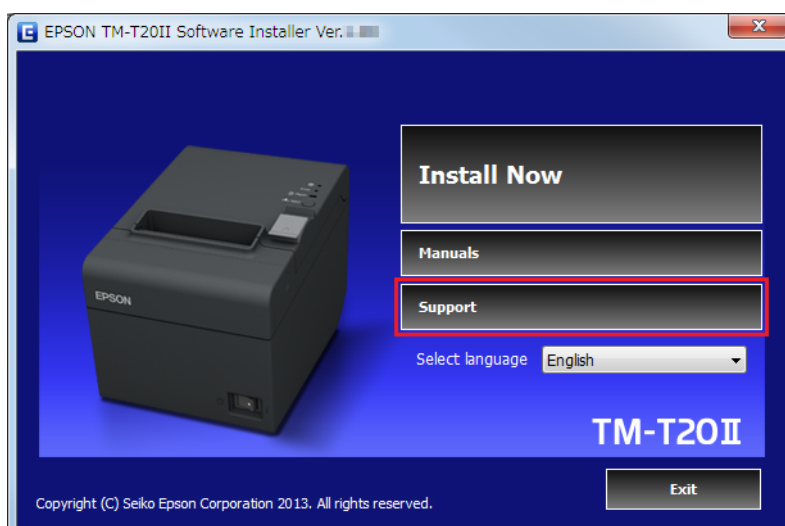 EPSON TM-T20II Software Installer Ver.
Install Now
Manuals
EPSON
Support
Select language English
TM-T20II
Exit
Copyright (C) Seiko Epson Corporation 2013. All rights reserved.